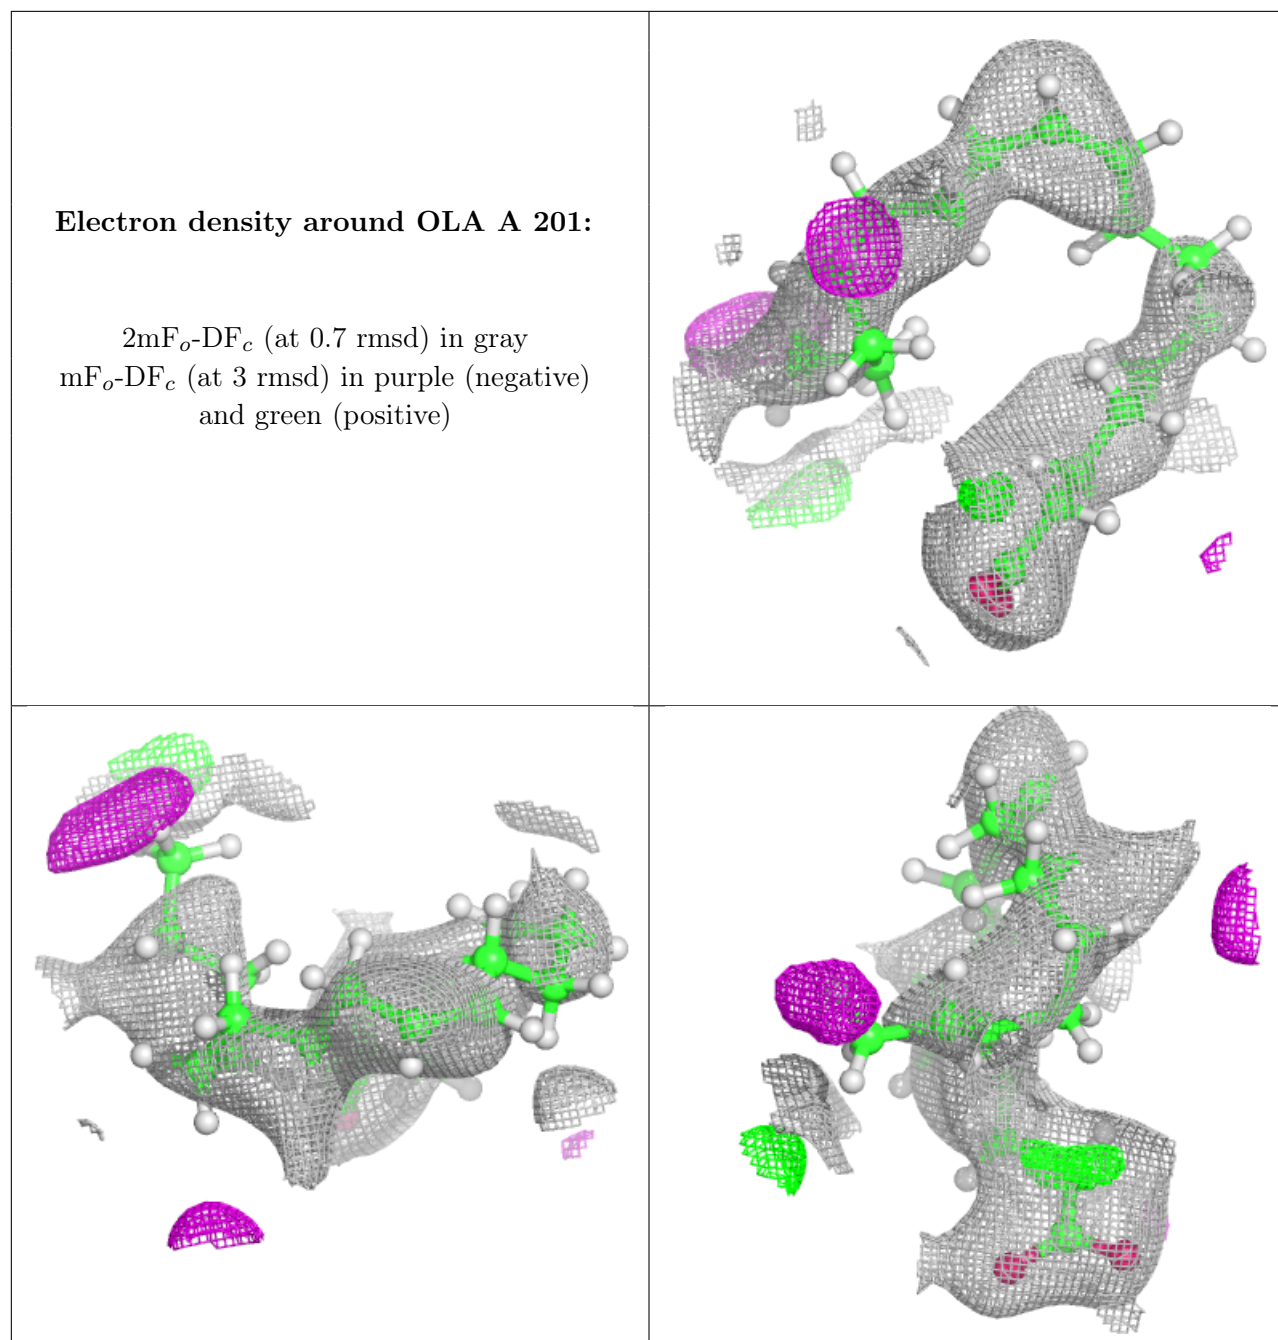 Electron density around OLA A 201:
2mFo-DFc (at 0.7 rmsd) in gray
mFo-DFc (at 3 rmsd) in purple (negative)
and green (positive)